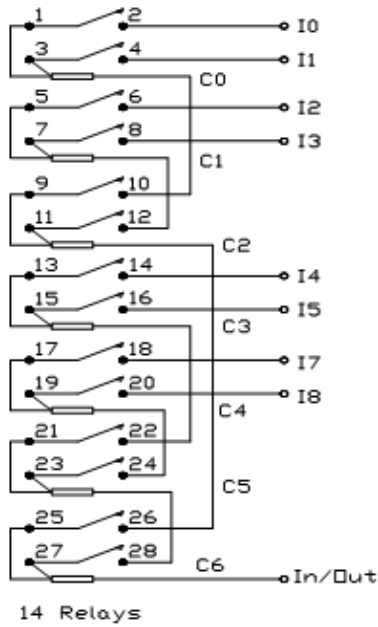 1 2 I0
3 4 I1
C0
5 6 I2
7 8 I3
C1
9 10
11 12
C2
13 14 I4
15 16 I5
C3
17 18 I7
19 20 I8
C4
21 22
23 24
C5
25 26
27 28
C6
In/Out
14 Relays